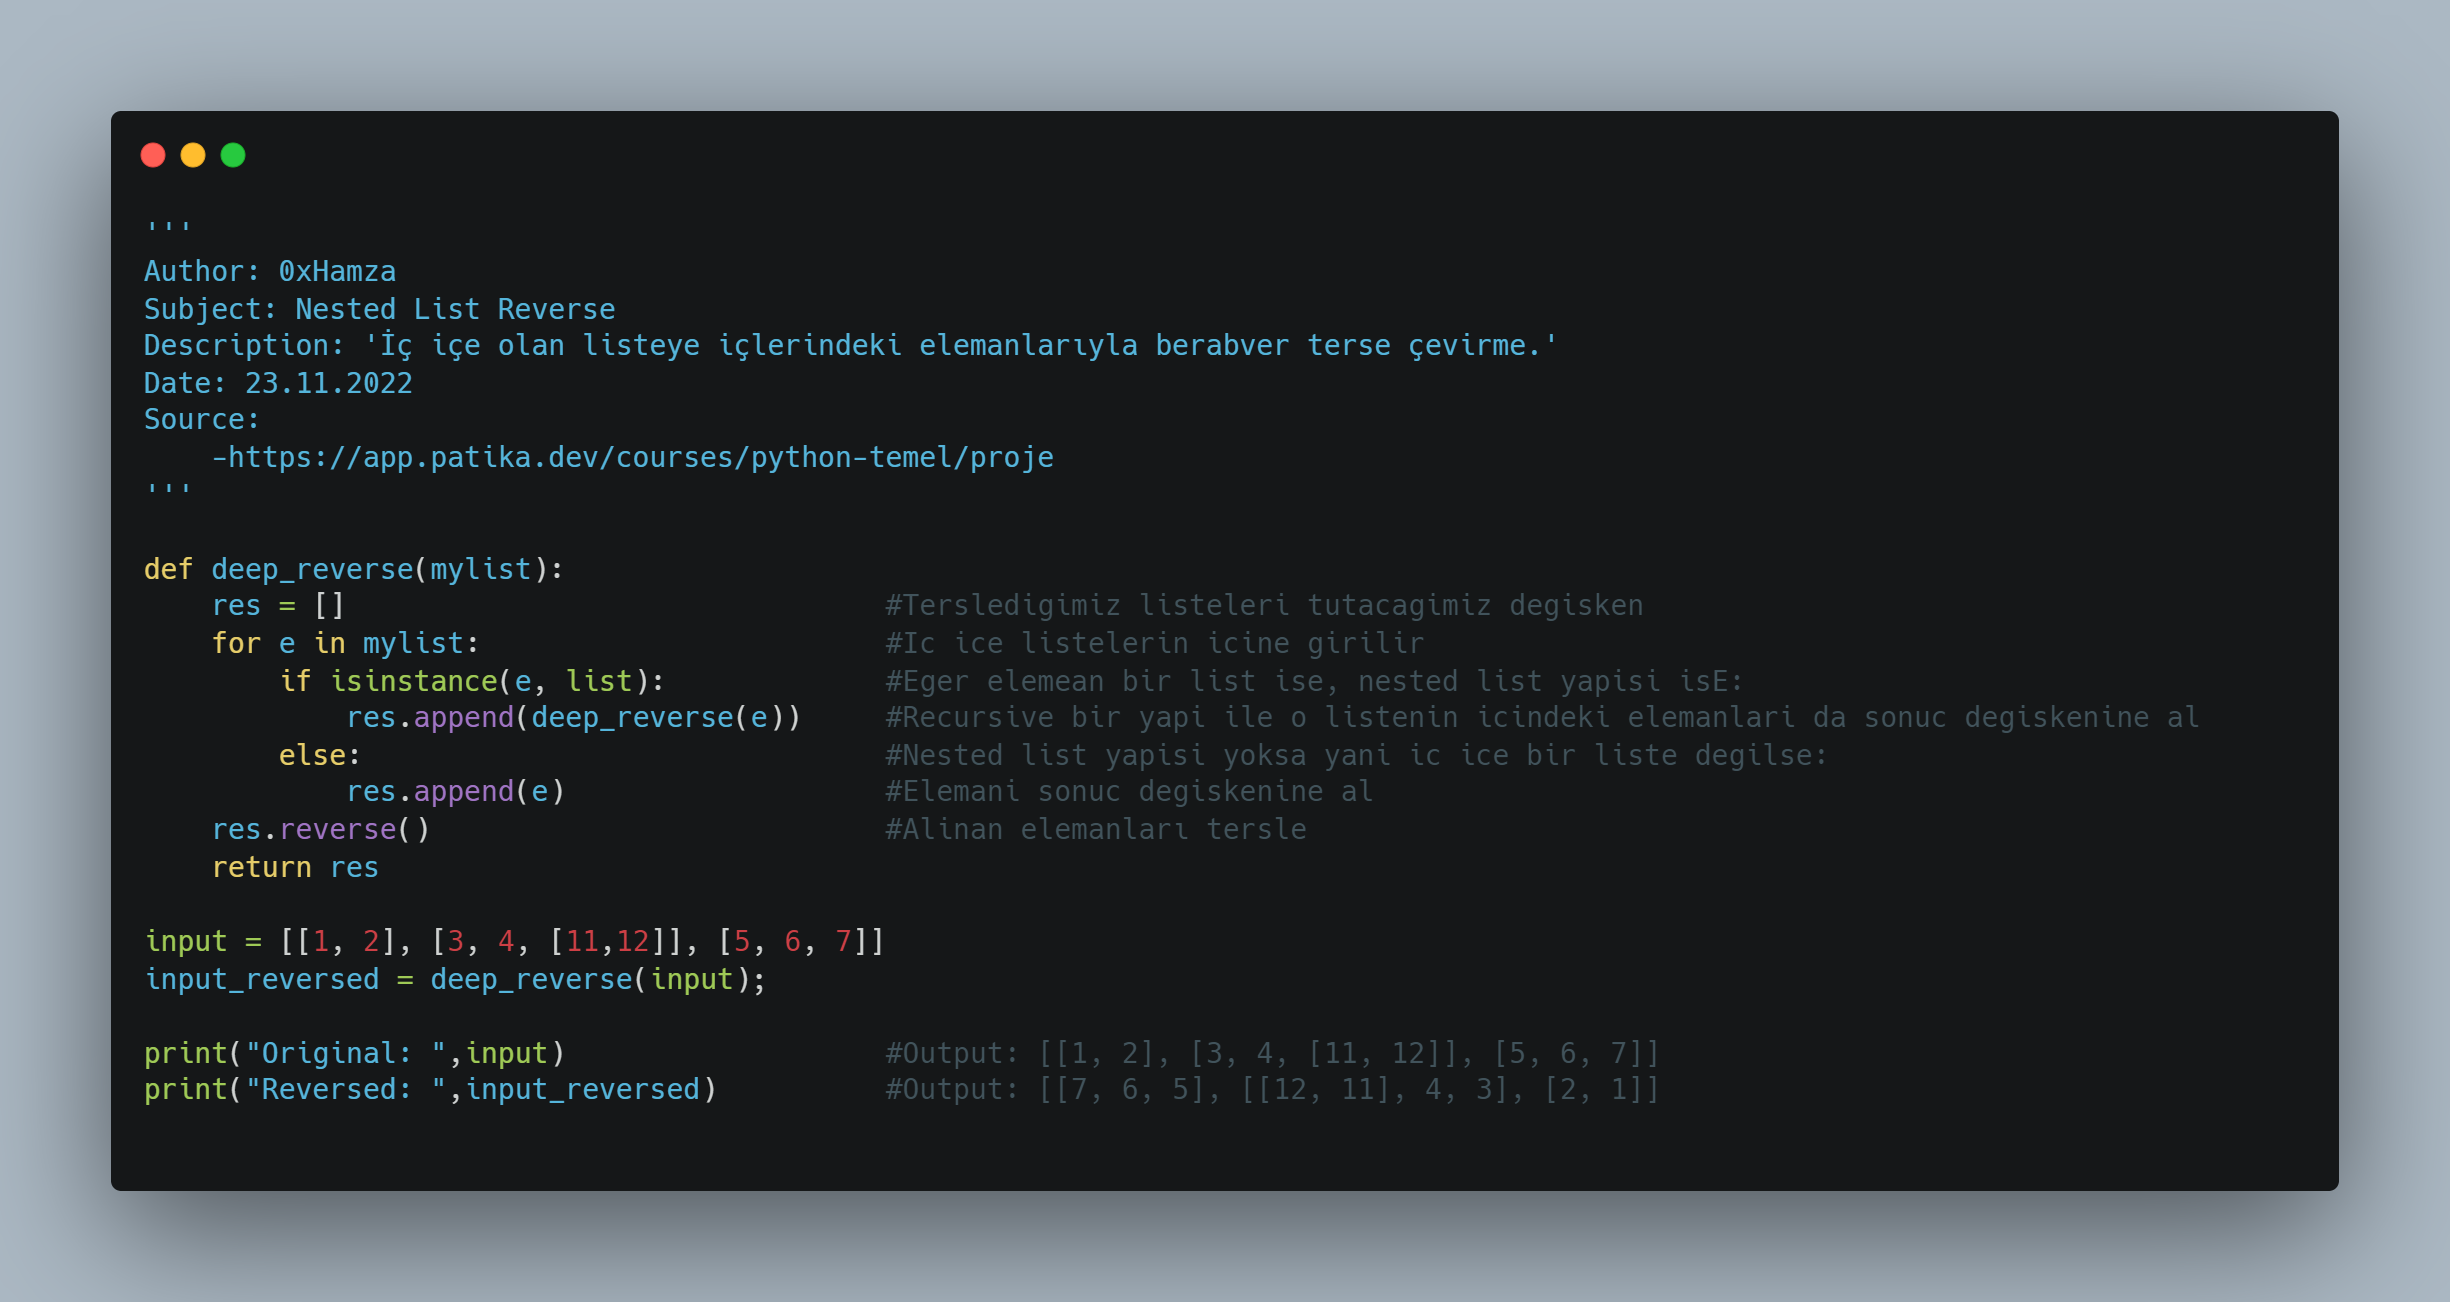 '''
Author: 0xHamza
Subject: Nested List Reverse
Description: 'İç içe olan listeye içlerindeki elemanlarıyla berabver terse çevirme.'
Date: 23.11.2022
Source:
    -https://app.patika.dev/courses/python-temel/proje
'''
def deep_reverse(mylist):
    res = []                                #Tersledigimiz listeleri tutacagimiz degisken
    for e in mylist:                        #Ic ice listelerin icine girilir
        if isinstance(e, list):             #Eger elemean bir list ise, nested list yapisi isE:
            res.append(deep_reverse(e))     #Recursive bir yapi ile o listenin icindeki elemanlari da sonuc degiskenine al
        else:                               #Nested list yapisi yoksa yani ic ice bir liste degilse:
            res.append(e)                   #Elemani sonuc degiskenine al
    res.reverse()                           #Alinan elemanları tersle
    return res
input = [[1, 2], [3, 4, [11,12]], [5, 6, 7]]
input_reversed = deep_reverse(input);
print("Original: ",input)                   #Output: [[1, 2], [3, 4, [11, 12]], [5, 6, 7]]
print("Reversed: ",input_reversed)          #Output: [[7, 6, 5], [[12, 11], 4, 3], [2, 1]]